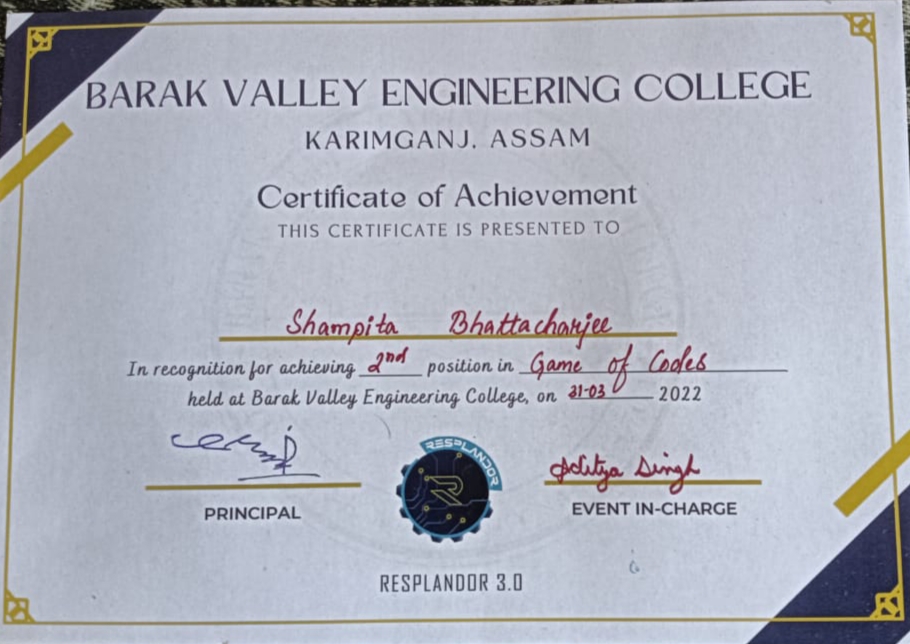 BARAK VALLEY ENGINEERING COLLEGE
KARIMGANJ. ASSAM
Certificate of Achievement
THIS CERTIFICATE IS PRESENTED TO
Shampita Bhattacharjee
In recognition for achieving 2nd position in Game of Codes
held at Barak Valley Engineering College, on 31-03 2022
RESPLANDOR
Aditya Singh
PRINCIPAL
EVENT IN-CHARGE
RESPLANDOR 3.0